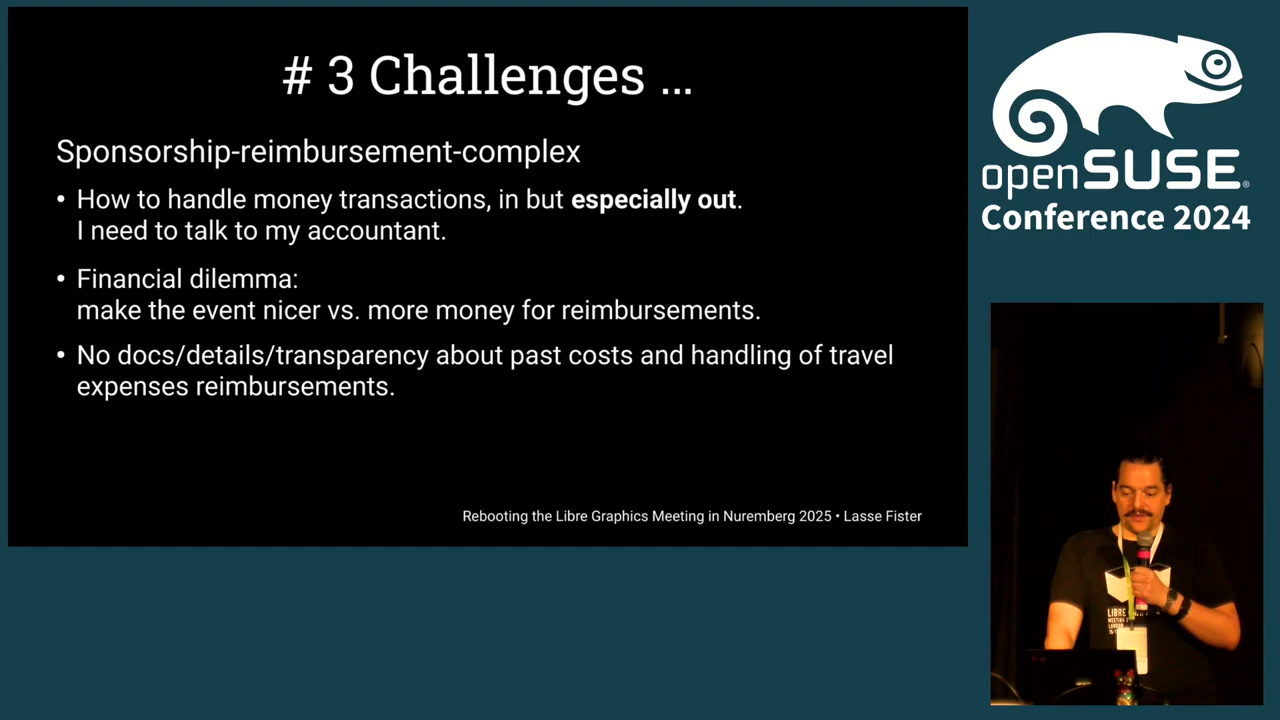 # 3 Challenges ...
Sponsorship-reimbursement-complex
• How to handle money transactions, in but especially out.
I need to talk to my accountant.
• Financial dilemma:
make the event nicer vs. more money for reimbursements.
• No docs/details/transparency about past costs and handling of travel
expenses reimbursements.
Rebooting the Libre Graphics Meeting in Nuremberg 2025 • Lasse Fister
openSUSE®
Conference 2024
LIBRE
MEETING
LONDON